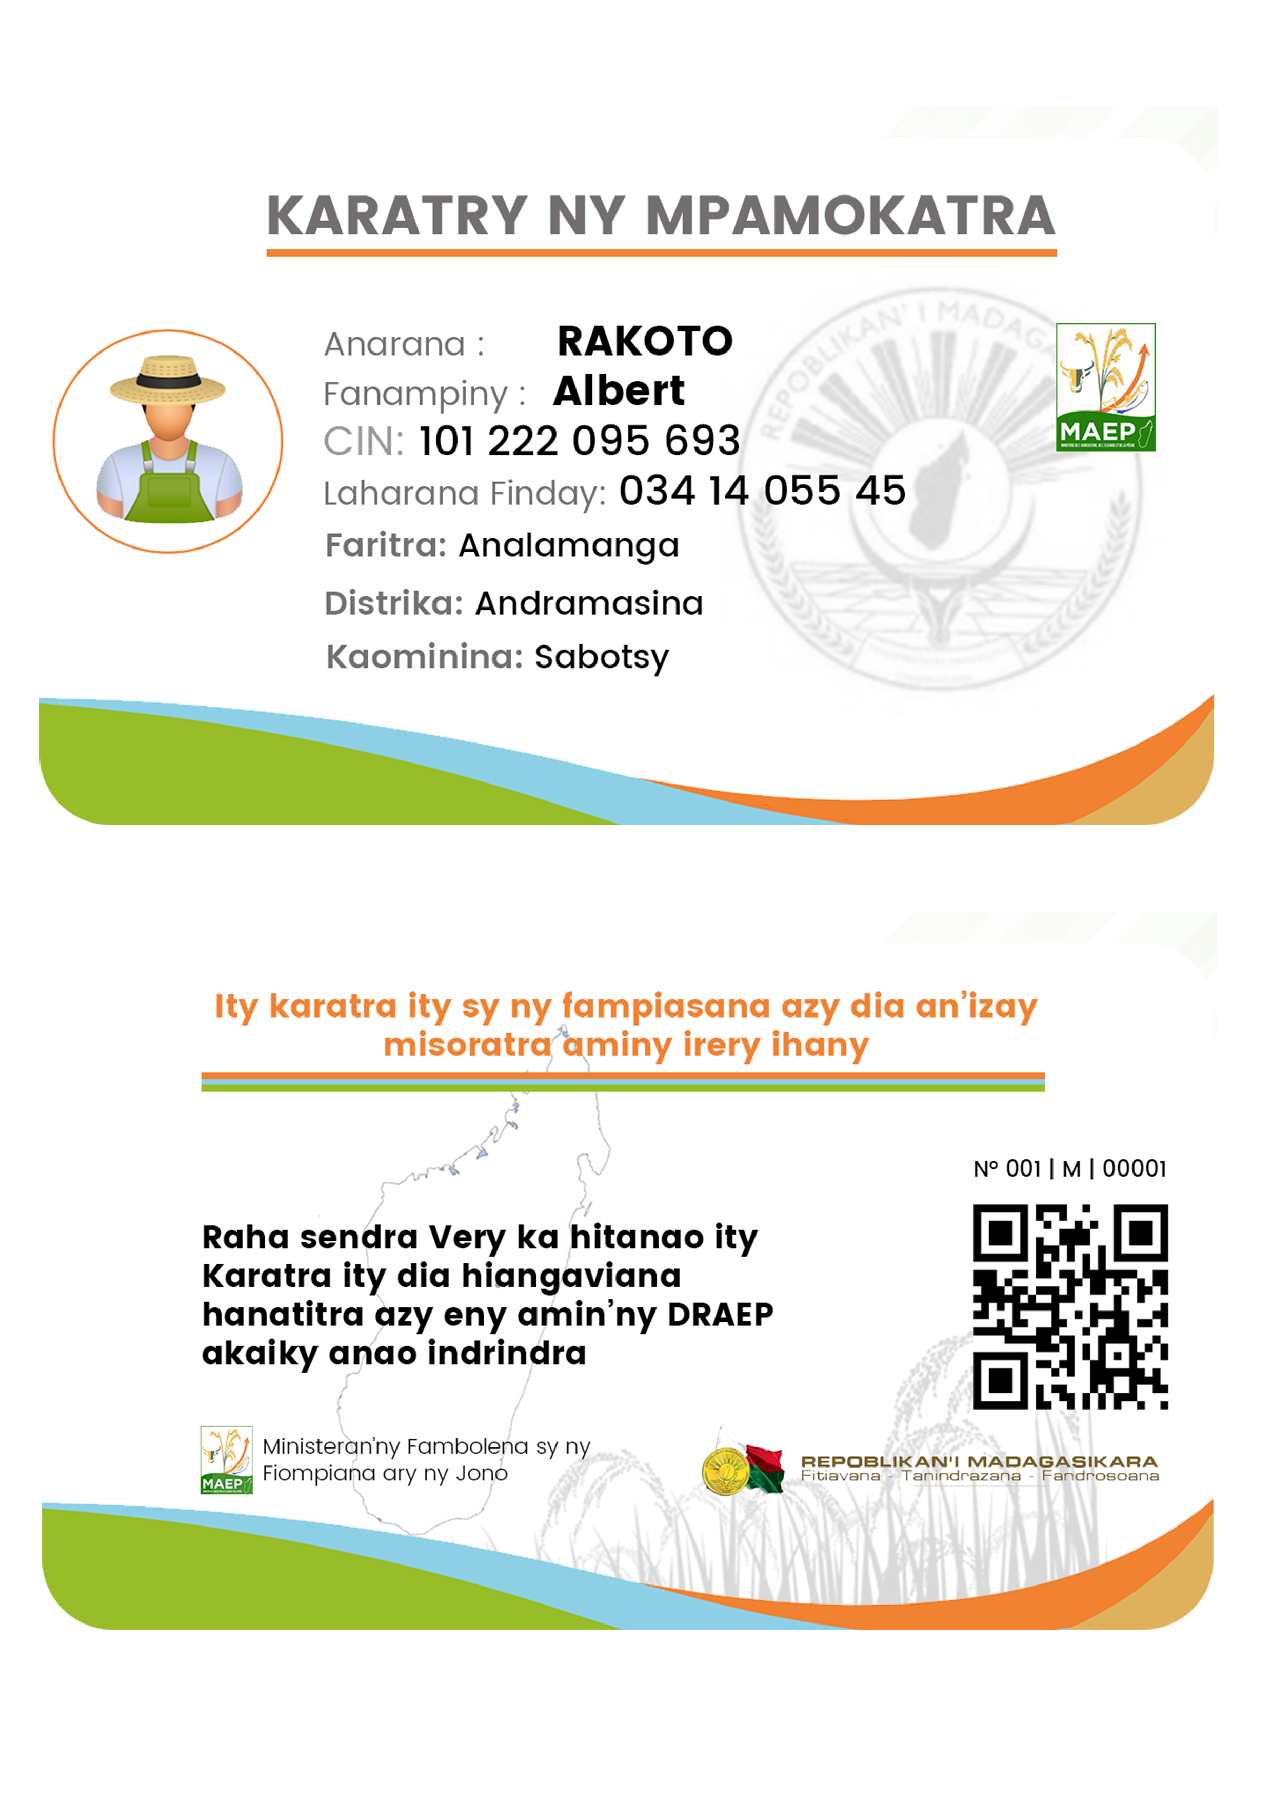 KARATRY NY MPAMOKATRA
REPOBLIKAN' I MADAGA
Anarana : RAKOTO
Fanampiny : Albert
CIN: 101 222 095 693
Laharana Finday: 034 14 055 45
Faritra: Analamanga
Distrika: Andramasina
Kaominina: Sabotsy
MAEP
Ity karatra ity sy ny fampiasana azy dia an’izay
misoratra aminy irery ihany
N° 001 | M | 00001
Raha sendra Very ka hitanao ity
Karatra ity dia hiangaviana
hanatitra azy eny amin’ny DRAEP
akaiky anao indrindra
MAEP
Ministeran’ny Fambolena sy ny
Fiompiana ary ny Jono
REPOBLIKAN'I MADAGASIKARA
Fitiavana - Tanindrazana - Fandrosoana